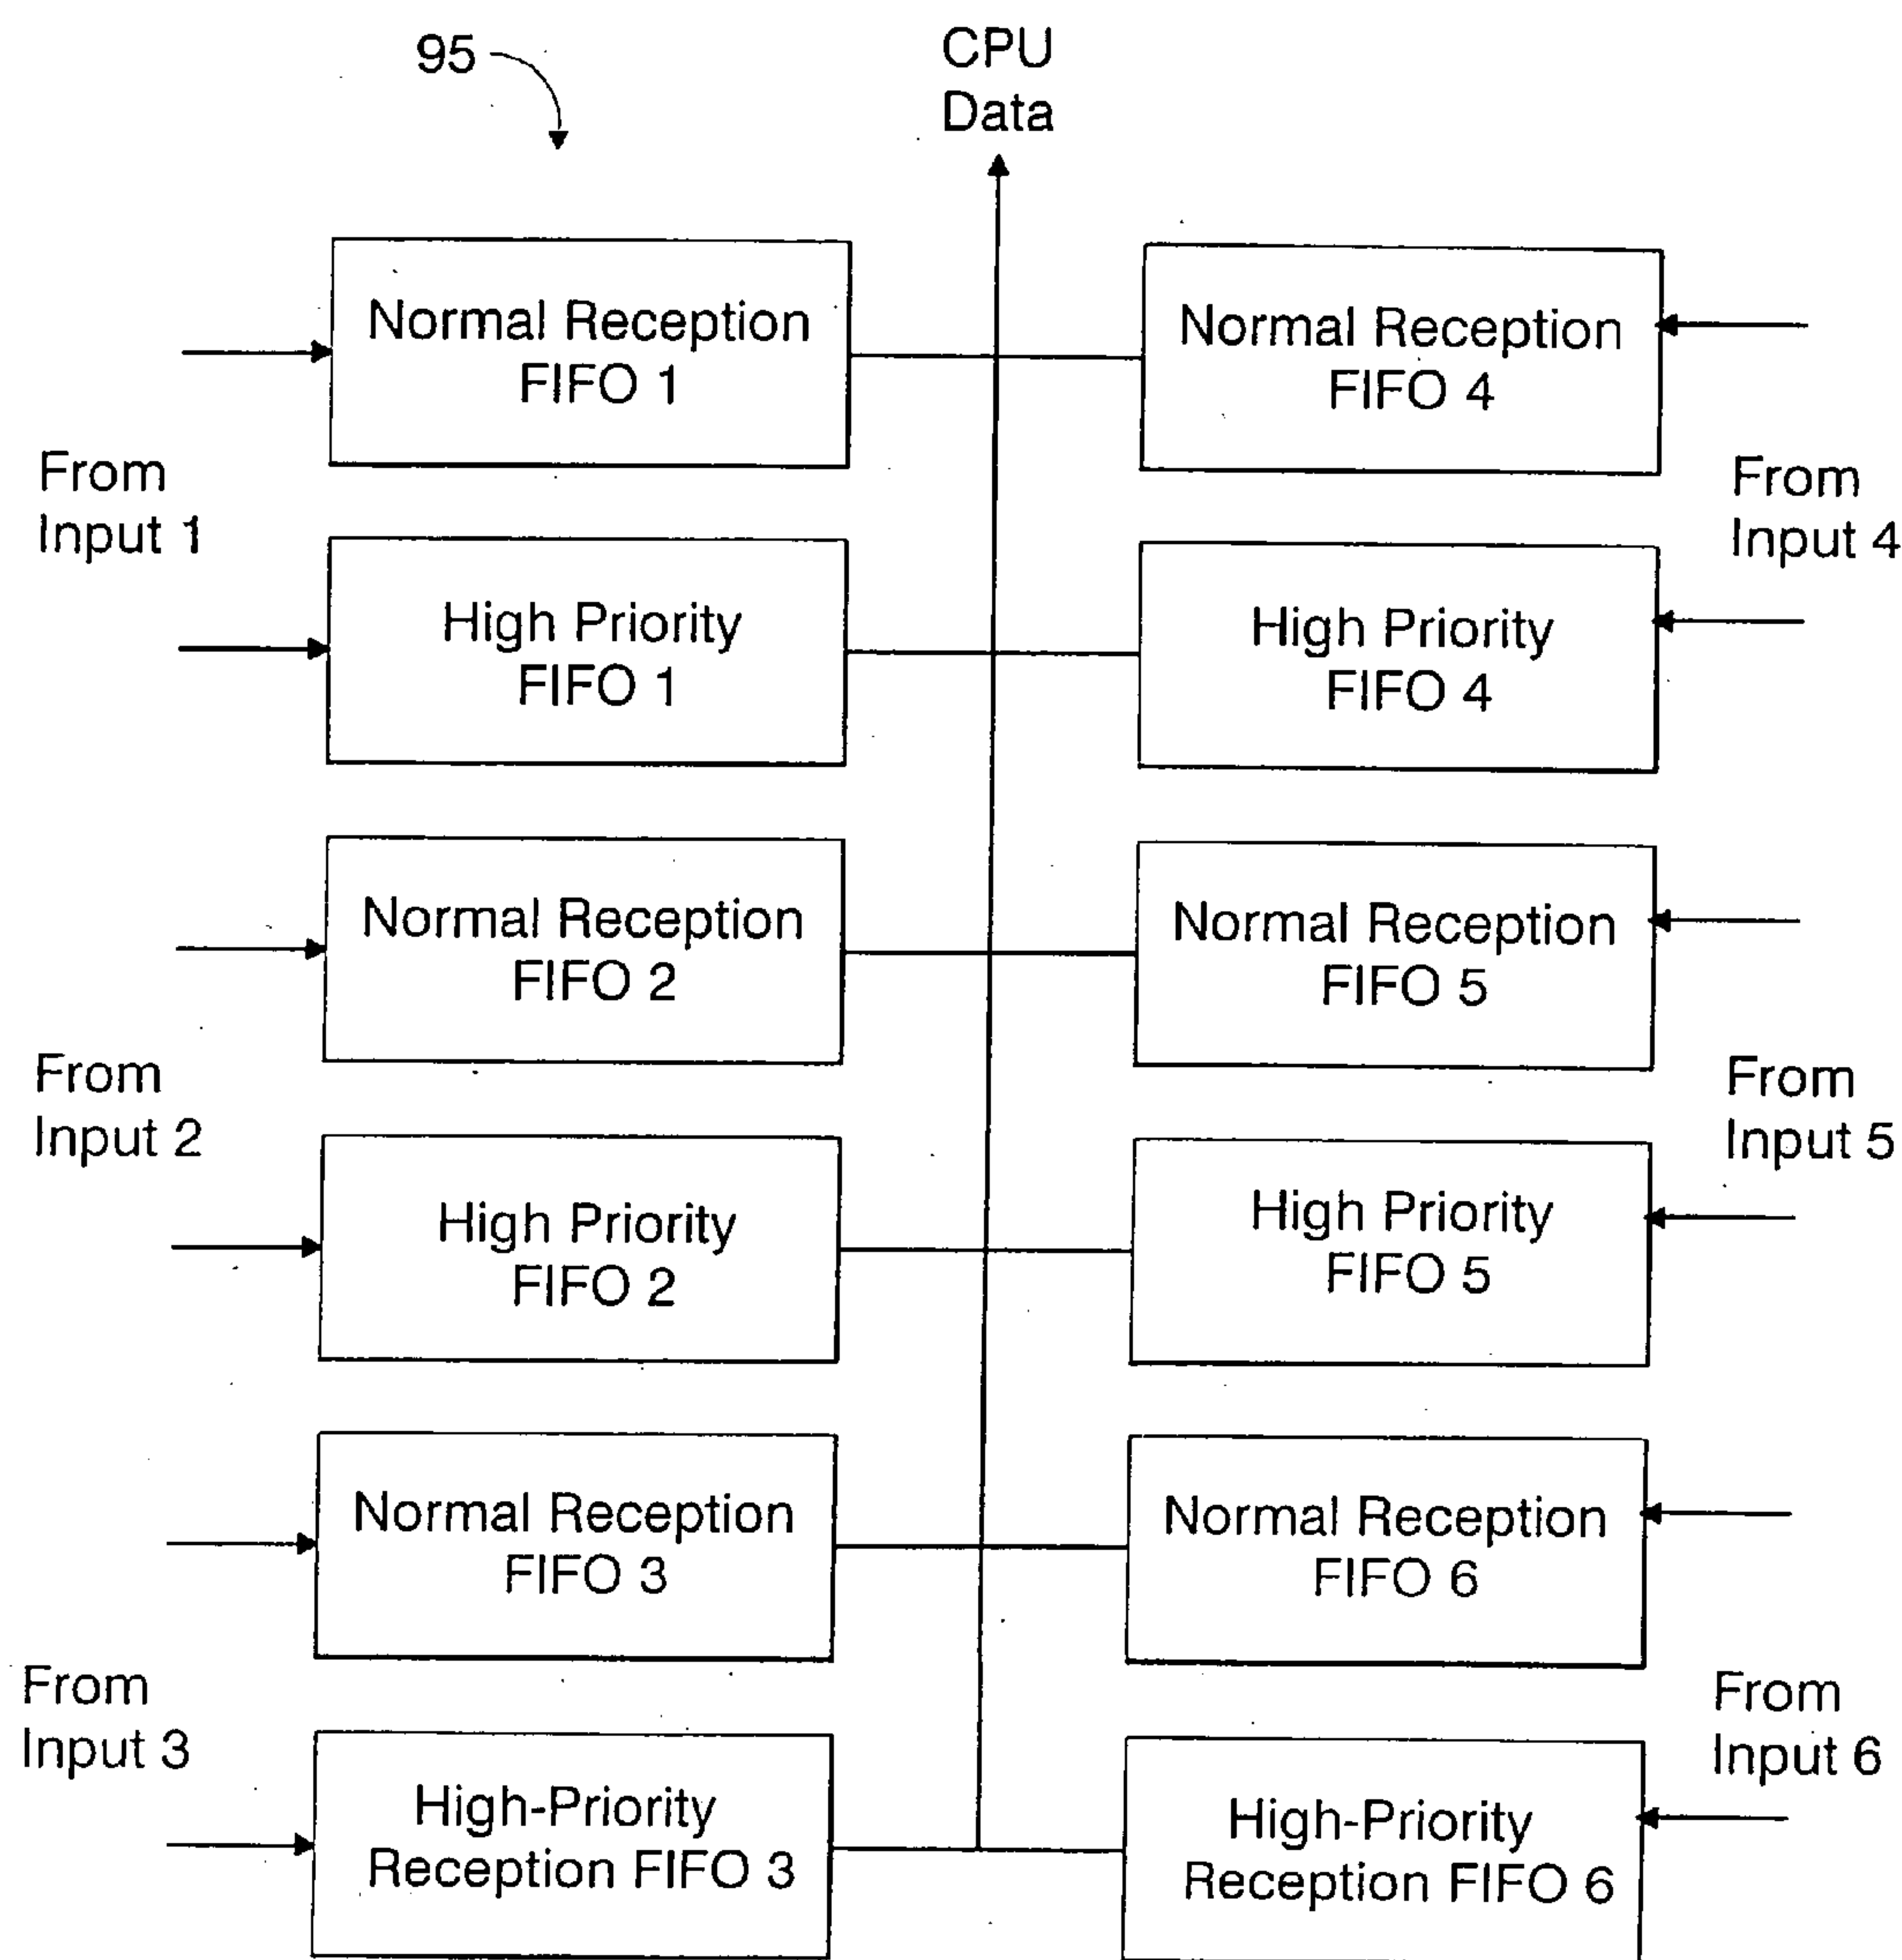 95
CPU
Data
Normal Reception
FIFO 1
Normal Reception
FIFO 4
From
Input 1
From
Input 4
High Priority
FIFO 1
High Priority
FIFO 4
Normal Reception
FIFO 2
Normal Reception
FIFO 5
From
Input 2
From
Input 5
High Priority
FIFO 2
High Priority
FIFO 5
Normal Reception
FIFO 3
Normal Reception
FIFO 6
From
Input 3
From
Input 6
High-Priority
Reception FIFO 3
High-Priority
Reception FIFO 6